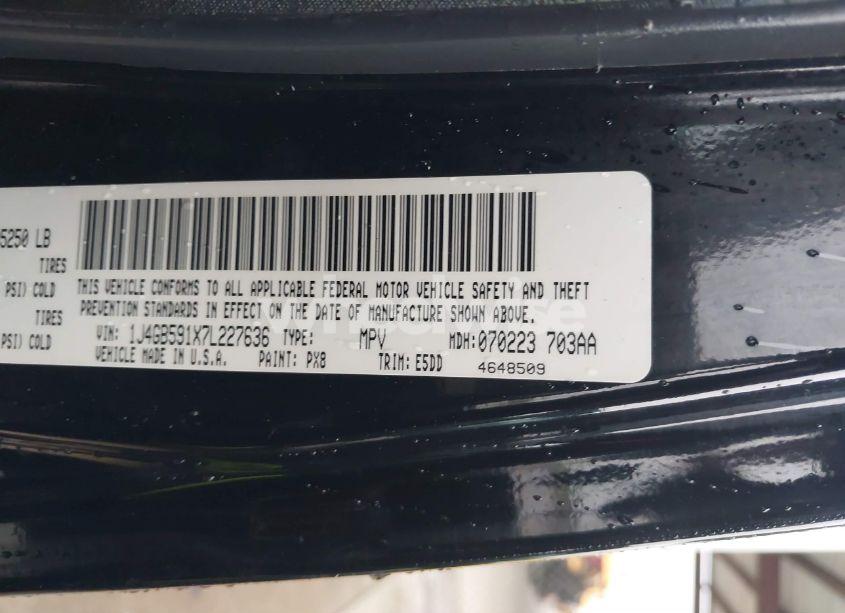 5250 LB
TIRES
PSI) COLD
TIRES
PSI) COLD
THIS VEHICLE CONFORMS TO ALL APPLICABLE FEDERAL MOTOR VEHICLE SAFETY AND THEFT
PREVENTION STANDARDS IN EFFECT ON THE DATE OF MANUFACTURE SHOWN ABOVE.
VIN: 1J4GB591X7L227636 TYPE: MPV MDH: 070223 703AA
VEHICLE MADE IN U.S.A. PAINT: PX8 TRIM: E5DD 4648509